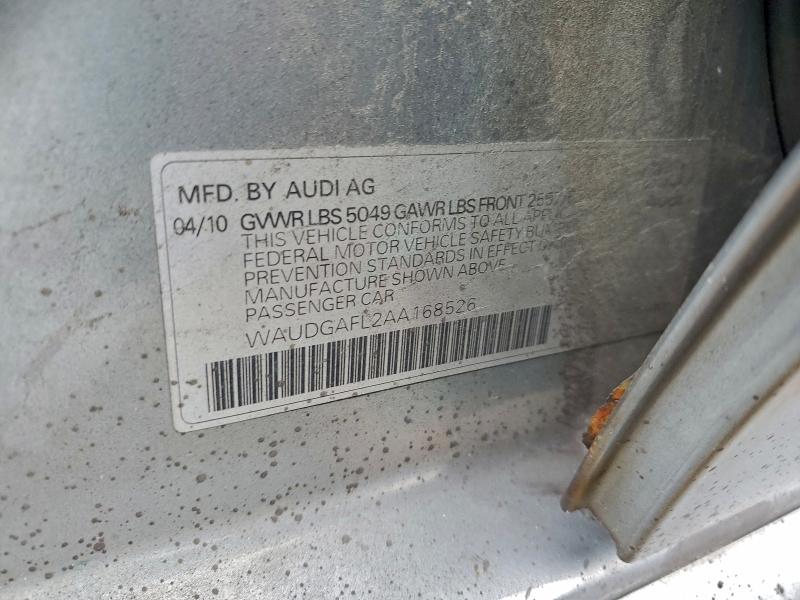 MFD. BY AUDI AG
04/10 GVWR LBS 5049 GAWR LBS FRONT
THIS VEHICLE CONFORMS TO ALL
FEDERAL MOTOR VEHICLE SAFETY
PREVENTION STANDARDS IN EFFECT
MANUFACTURE SHOWN ABOVE.
PASSENGER CAR
WAUDGAFL2AA168526